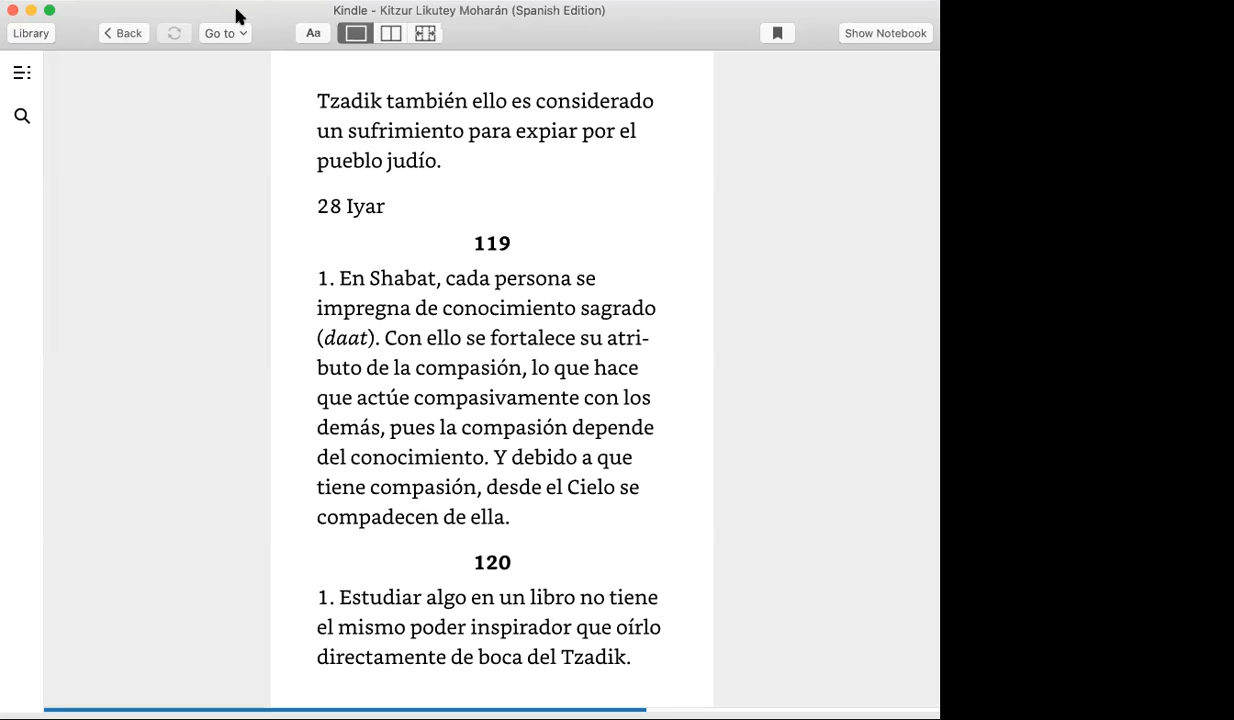 Kindle - Kitzur Likutey Moharán (Spanish Edition)
Library
Back
Go to
Aa
Show Notebook
Tzadik también ello es considerado
un sufrimiento para expiar por el
pueblo judío.
28 Iyar
119
1. En Shabat, cada persona se
impregna de conocimiento sagrado
(daat). Con ello se fortalece su atri-
buto de la compasión, lo que hace
que actúe compasivamente con los
demás, pues la compasión depende
del conocimiento. Y debido a que
tiene compasión, desde el Cielo se
compadecen de ella.
120
1. Estudiar algo en un libro no tiene
el mismo poder inspirador que oírlo
directamente de boca del Tzadik.